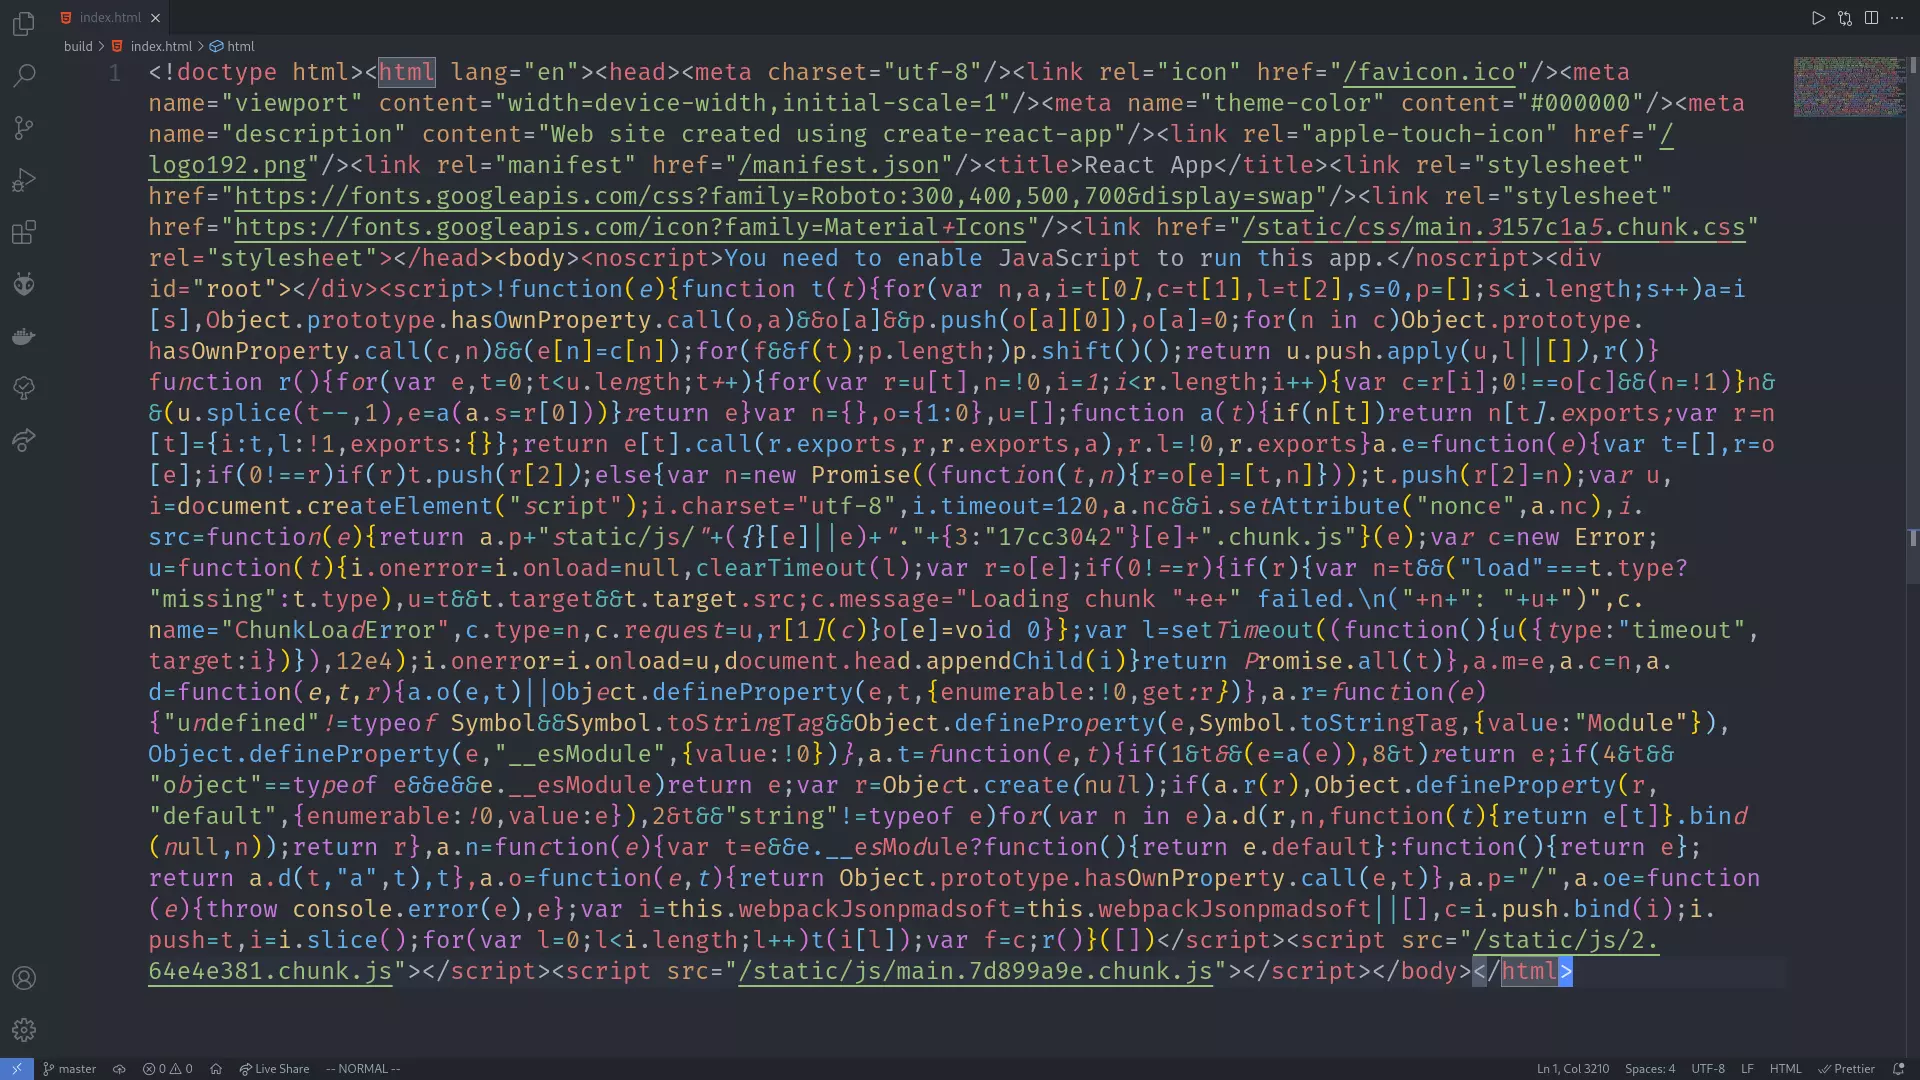 index.html
build > index.html > html
1
<!doctype html><html lang="en"><head><meta charset="utf-8"/><link rel="icon" href="/favicon.ico"/><meta
name="viewport" content="width=device-width,initial-scale=1"/><meta name="theme-color" content="#000000"/><meta
name="description" content="Web site created using create-react-app"/><link rel="apple-touch-icon" href="/
logo192.png"/><link rel="manifest" href="/manifest.json"/><title>React App</title><link rel="stylesheet"
href="https://fonts.googleapis.com/css?family=Roboto:300,400,500,700&display=swap"/><link rel="stylesheet"
href="https://fonts.googleapis.com/icon?family=Material+Icons"/><link href="/static/css/main.3157c1a5.chunk.css"
rel="stylesheet"></head><body><noscript>You need to enable JavaScript to run this app.</noscript><div
id="root"></div><script>!function(e){function t(t){for(var n,a,i=t[0],c=t[1],l=t[2],s=0,p=[];s<i.length;s++)a=i
[s],Object.prototype.hasOwnProperty.call(o,a)&&o[a]&&p.push(o[a][0]),o[a]=0;for(n in c)Object.prototype.
hasOwnProperty.call(c,n)&&(e[n]=c[n]);for(f&&f(t);p.length;)p.shift()();return u.push.apply(u,l||[]),r()}
function r(){for(var e,t=0;t<u.length;t++){for(var r=u[t],n=!0,i=1;i<r.length;i++){var c=r[i];0!==o[c]&&(n=!1)}n&
&(u.splice(t--,1),e=a(a.s=r[0]))}return e}var n={},o={1:0},u=[];function a(t){if(n[t])return n[t].exports;var r=n
[t]={i:t,l:!1,exports:{}};return e[t].call(r.exports,r,r.exports,a),r.l=!0,r.exports}a.e=function(e){var t=[],r=o
[e];if(0!==r)if(r)t.push(r[2]);else{var n=new Promise((function(t,n){r=o[e]=[t,n]}));t.push(r[2]=n);var u,
i=document.createElement("script");i.charset="utf-8",i.timeout=120,a.nc&&i.setAttribute("nonce",a.nc),i.
src=function(e){return a.p+"static/js/"+({}[e]||e)+"."+{3:"17cc3042"}[e]+".chunk.js"}(e);var c=new Error;
u=function(t){i.onerror=i.onload=null,clearTimeout(l);var r=o[e];if(0!==r){if(r){var n=t&&("load"===t.type?
"missing":t.type),u=t&&t.target&&t.target.src;c.message="Loading chunk "+e+" failed.\n("+n+": "+u+")",c.
name="ChunkLoadError",c.type=n,c.request=u,r[1](c)}o[e]=void 0}};var l=setTimeout((function(){u({type:"timeout",
target:i})}),12e4);i.onerror=i.onload=u,document.head.appendChild(i)}return Promise.all(t)},a.m=e,a.c=n,a.
d=function(e,t,r){a.o(e,t)||Object.defineProperty(e,t,{enumerable:!0,get:r})},a.r=function(e)
{"undefined"!=typeof Symbol&&Symbol.toStringTag&&Object.defineProperty(e,Symbol.toStringTag,{value:"Module"}),
Object.defineProperty(e,"__esModule",{value:!0})},a.t=function(e,t){if(1&t&&(e=a(e)),8&t)return e;if(4&t&&
"object"==typeof e&&e&&e.__esModule)return e;var r=Object.create(null);if(a.r(r),Object.defineProperty(r,
"default",{enumerable:!0,value:e}),2&t&&"string"!=typeof e)for(var n in e)a.d(r,n,function(t){return e[t]}.bind
(null,n));return r},a.n=function(e){var t=e&&e.__esModule?function(){return e.default}:function(){return e};
return a.d(t,"a",t),t},a.o=function(e,t){return Object.prototype.hasOwnProperty.call(e,t)},a.p="/",a.oe=function
(e){throw console.error(e),e};var i=this.webpackJsonpmadsoft=this.webpackJsonpmadsoft||[],c=i.push.bind(i);i.
push=t,i=i.slice();for(var l=0;l<i.length;l++)t(i[l]);var f=c;r()}([])</script><script src="/static/js/2.
64e4e381.chunk.js"></script><script src="/static/js/main.7d899a9e.chunk.js"></script></body></html>
master 0 0 Live Share -- NORMAL -- Ln 1, Col 3210 Spaces: 4 UTF-8 LF HTML Prettier